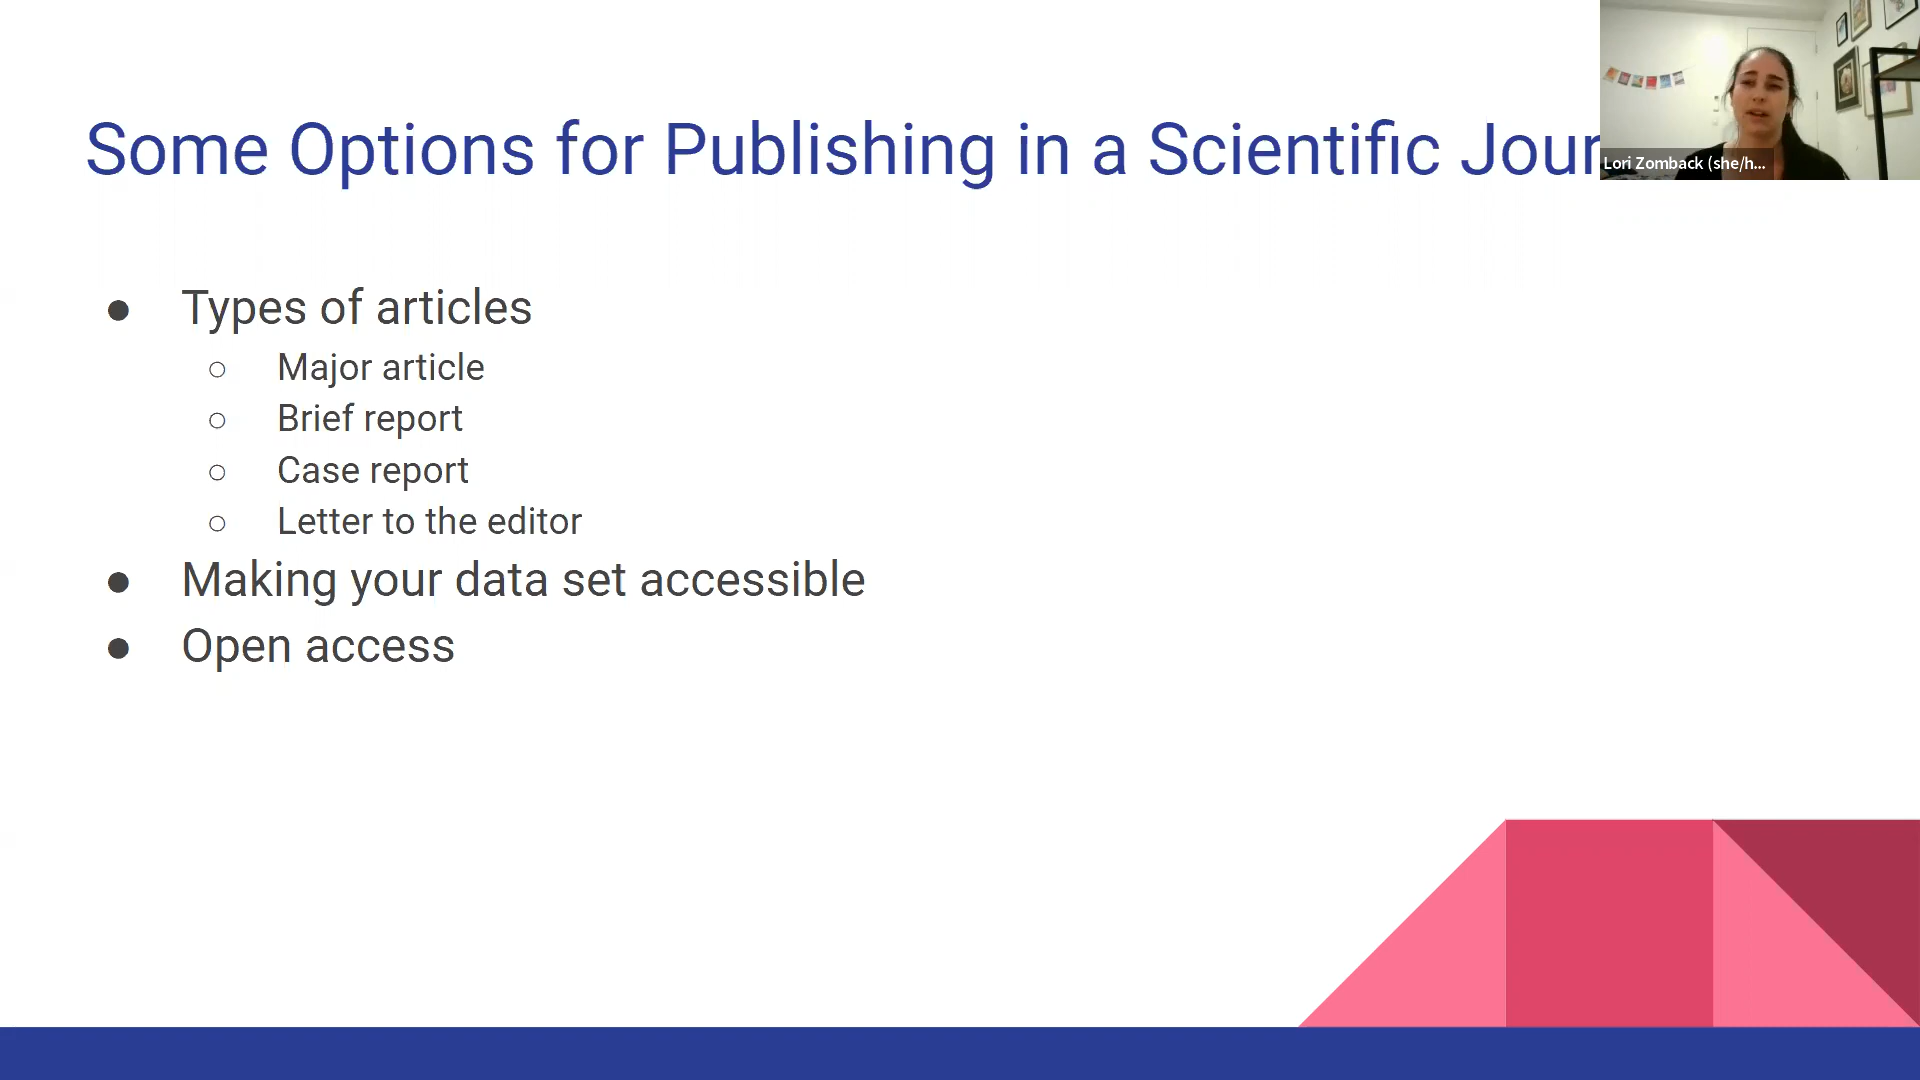 Some Options for Publishing in a Scientific Jour
Lori Zomback (she/h...
● Types of articles
○ Major article
○ Brief report
○ Case report
○ Letter to the editor
● Making your data set accessible
● Open access